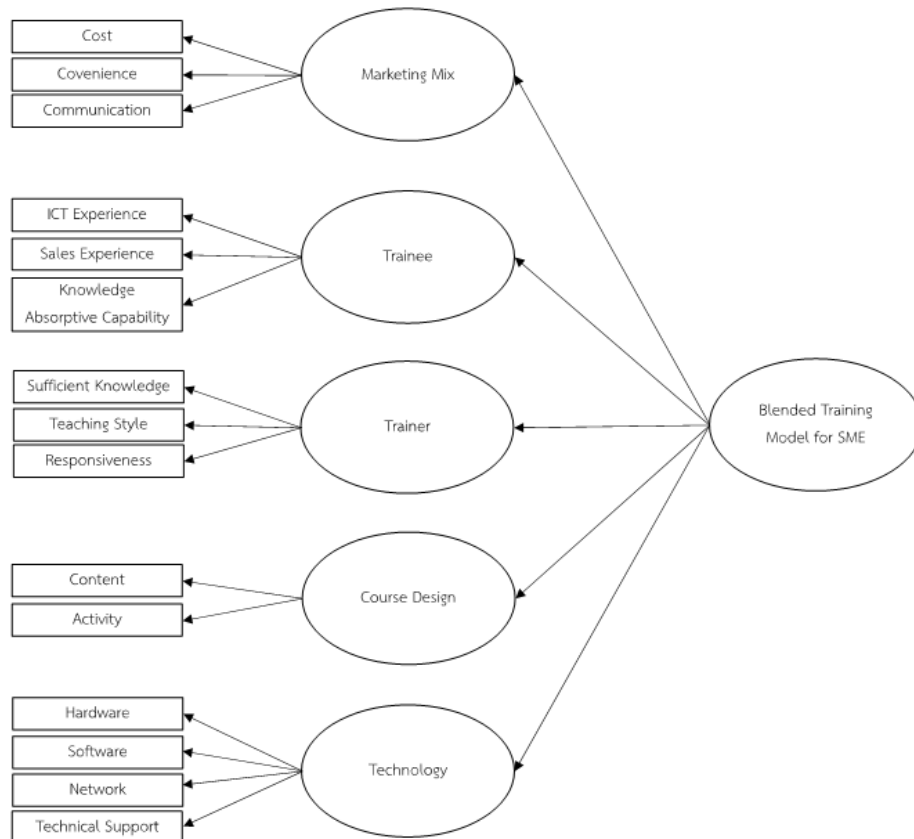 Cost
Covenience
Communication
Marketing Mix
ICT Experience
Sales Experience
Knowledge
Absorptive Capability
Trainee
Sufficient Knowledge
Teaching Style
Responsiveness
Trainer
Blended Training
Model for SME
Content
Activity
Course Design
Hardware
Software
Network
Technical Support
Technology